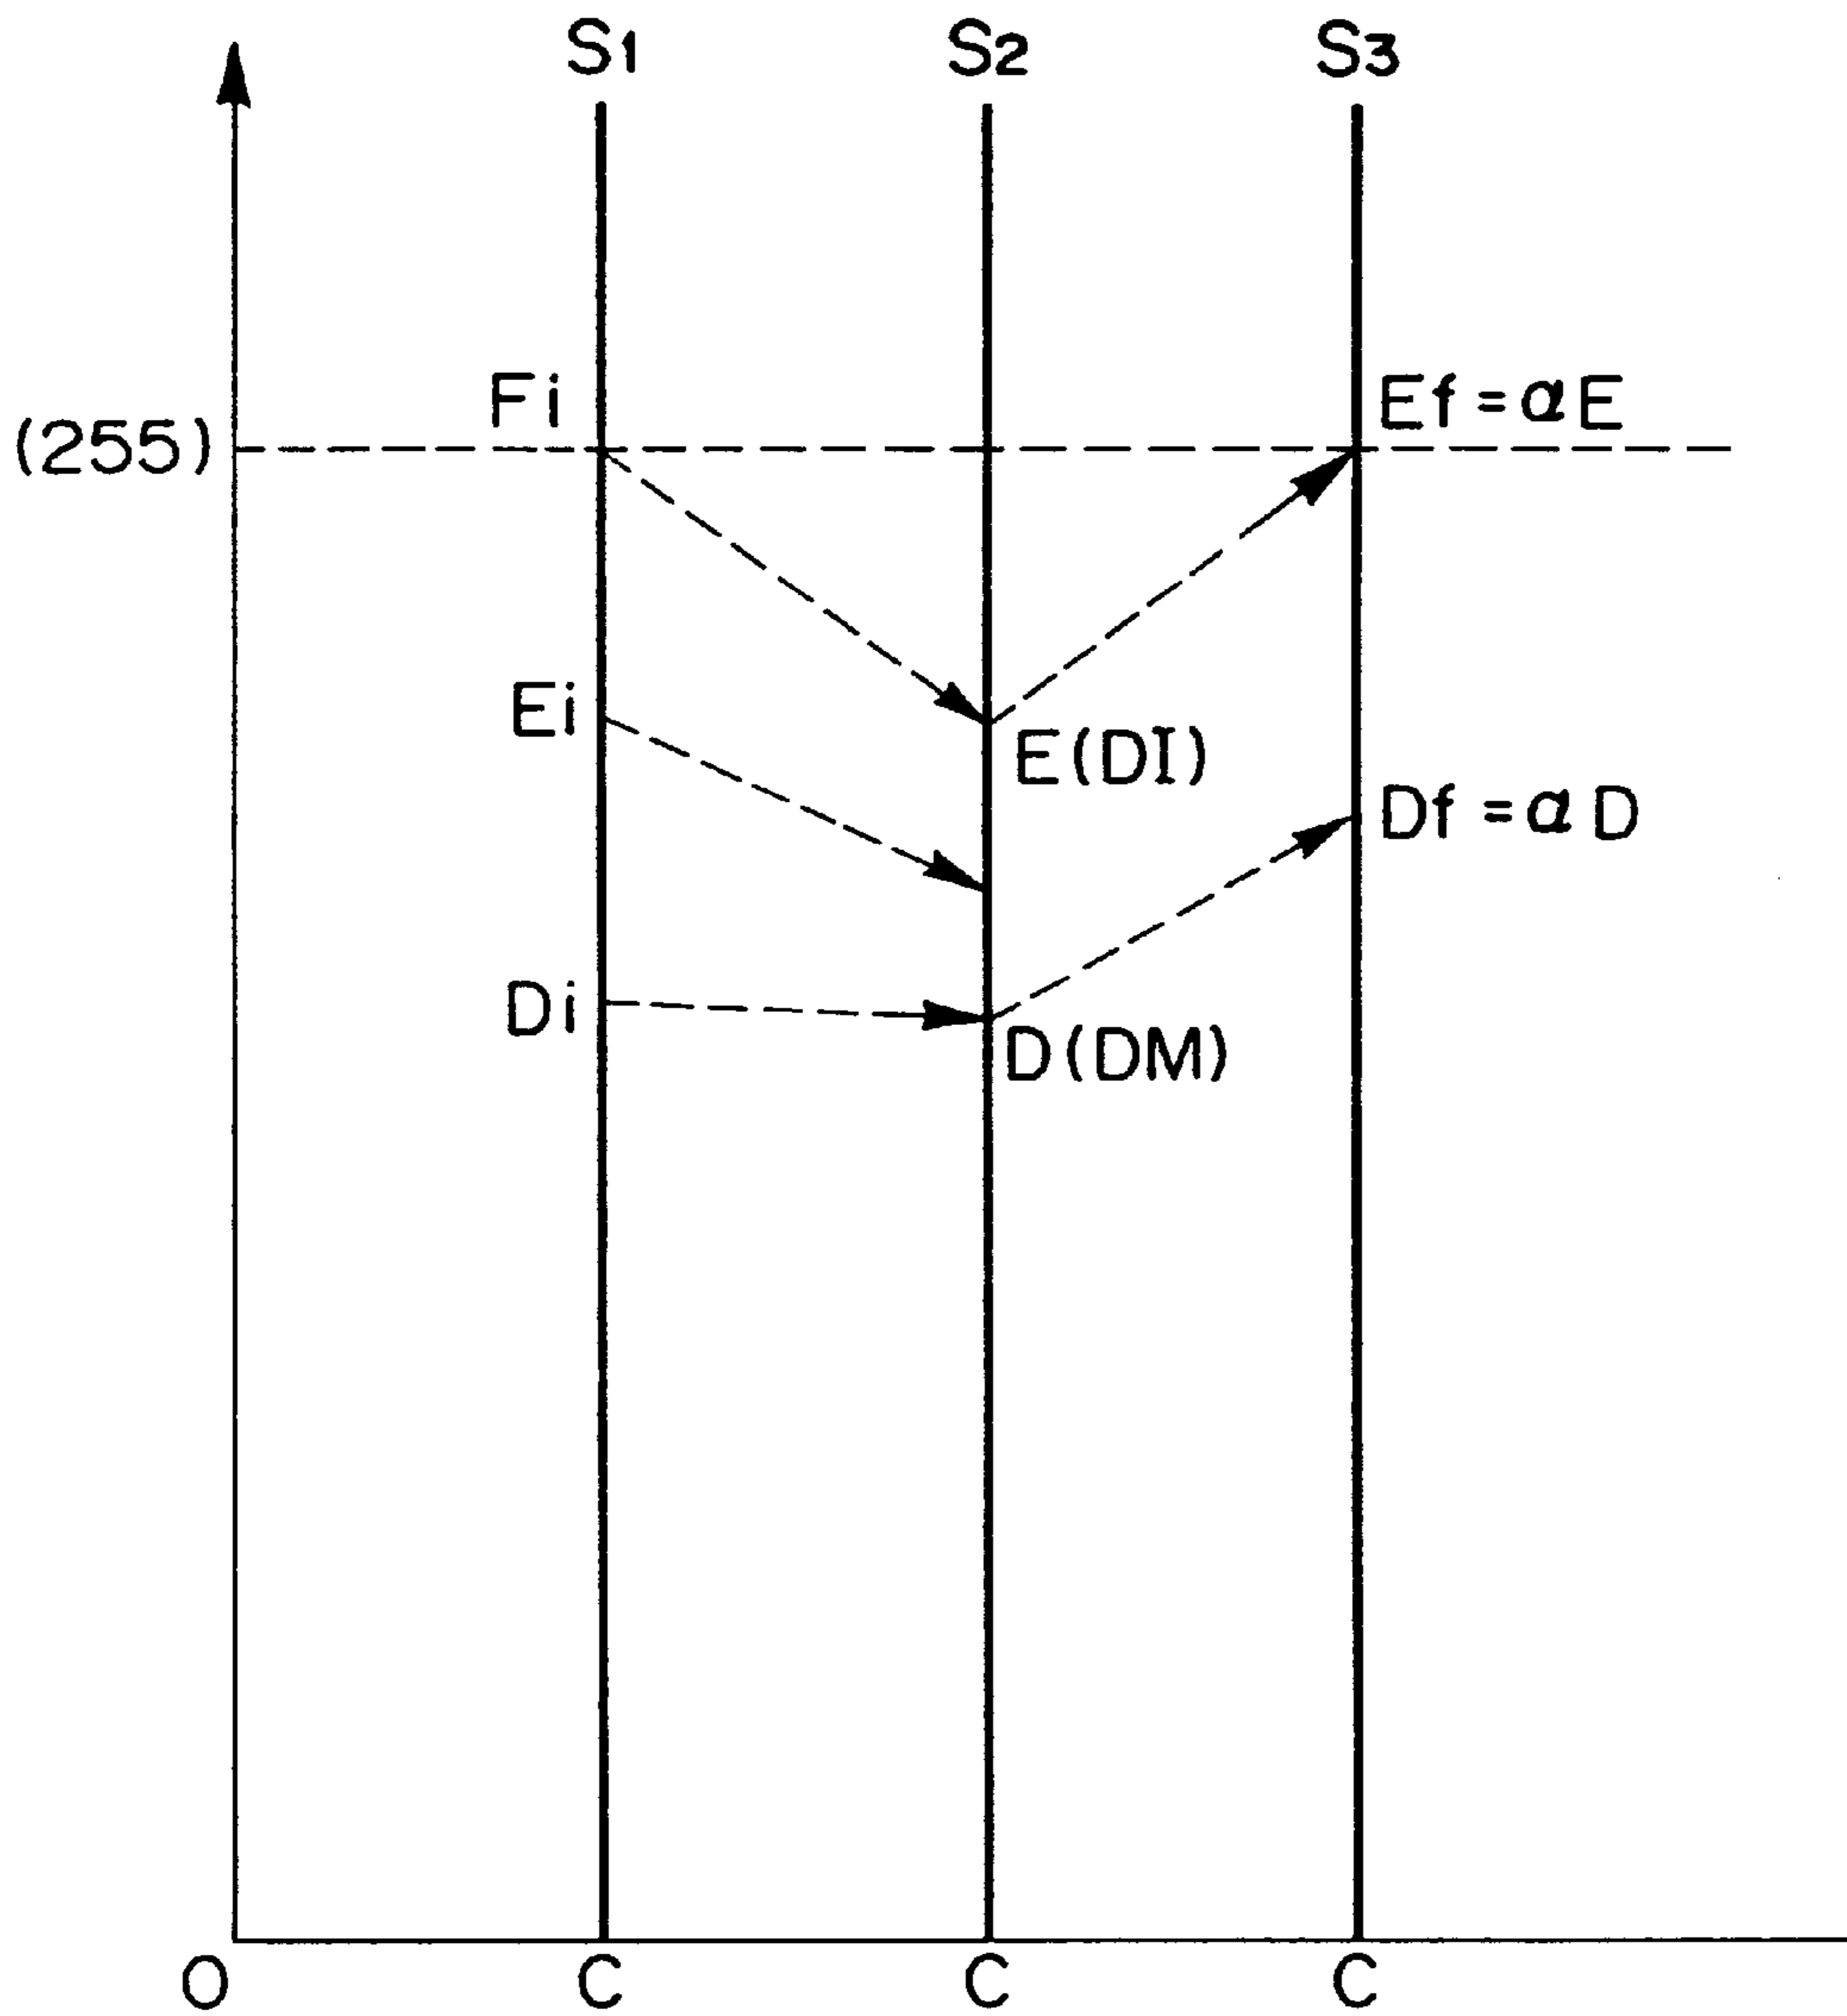 S1 S2 S3
Fi Ef = αE
(255)
Ei E(DI)
Df = αD
Di D(DM)
O C C C